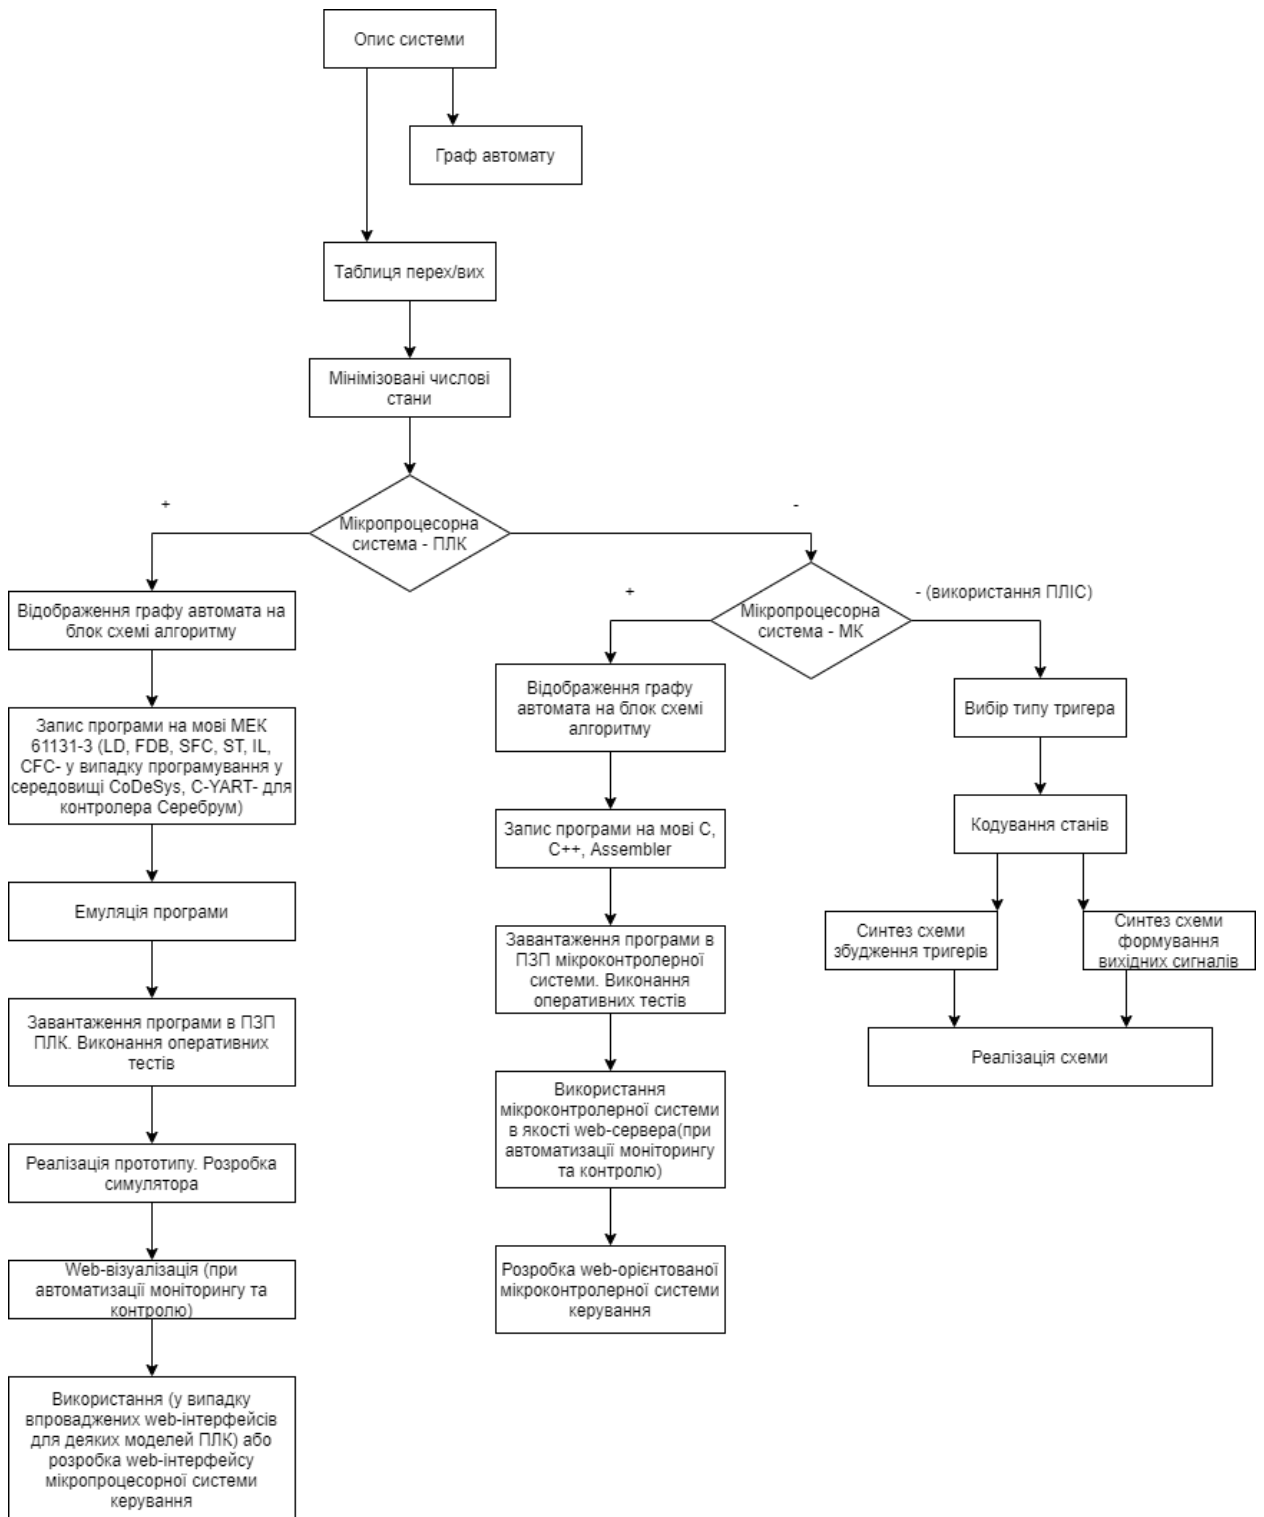 Опис системи
Граф автомату
Таблиця перех/вих
Мінімізовані числові
стани
Мікропроцесорна
система - ПЛК
+
-
Відображення графу автомата на
блок схемі алгоритму
Запис програми на мові МЕК
61131-3 (LD, FDB, SFC, ST, IL,
CFC- у випадку програмування у
середовищі CoDeSys, C-YART- для
контролера Серебрум)
Емуляція програми
Завантаження програми в ПЗП
ПЛК. Виконання оперативних
тестів
Реалізація прототипу. Розробка
симулятора
Web-візуалізація (при
автоматизації моніторингу та
контролю)
Використання (у випадку
впроваджених web-інтерфейсів
для деяких моделей ПЛК) або
розробка web-інтерфейсу
мікропроцесорної системи
керування
Мікропроцесорна
система - МК
+
- (використання ПЛІС)
Відображення графу
автомата на блок схемі
алгоритму
Запис програми на мові C,
C++, Assembler
Завантаження програми в
ПЗП мікроконтролерної
системи. Виконання
оперативних тестів
Використання
мікроконтролерної системи
в якості web-сервера(при
автоматизації моніторингу
та контролю)
Розробка web-орієнтованої
мікроконтролерної системи
керування
Вибір типу тригера
Кодування станів
Синтез схеми
збудження тригерів
Синтез схеми
формування
вихідних сигналів
Реалізація схеми